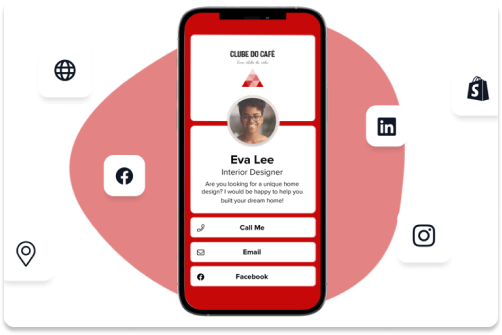 CLUBE DO CAFÉ
Eva Lee
Interior Designer
Are you looking for a unique home
design? I would be happy to help you
built your dream home!
Call Me
Email
Facebook